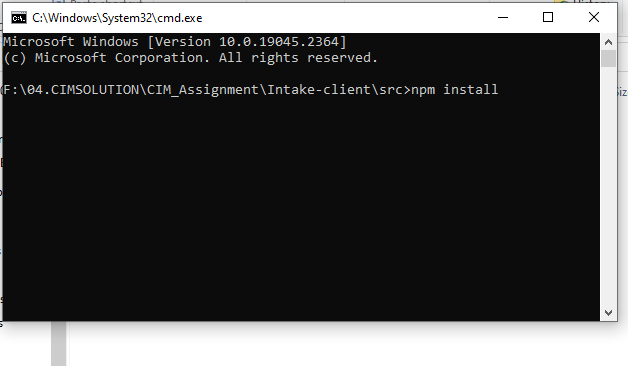 C:\Windows\System32\cmd.exe
Microsoft Windows [Version 10.0.19045.2364]
(c) Microsoft Corporation. All rights reserved.
F:\04.CIMSOLUTION\CIM_Assignment\Intake-client\src>npm install